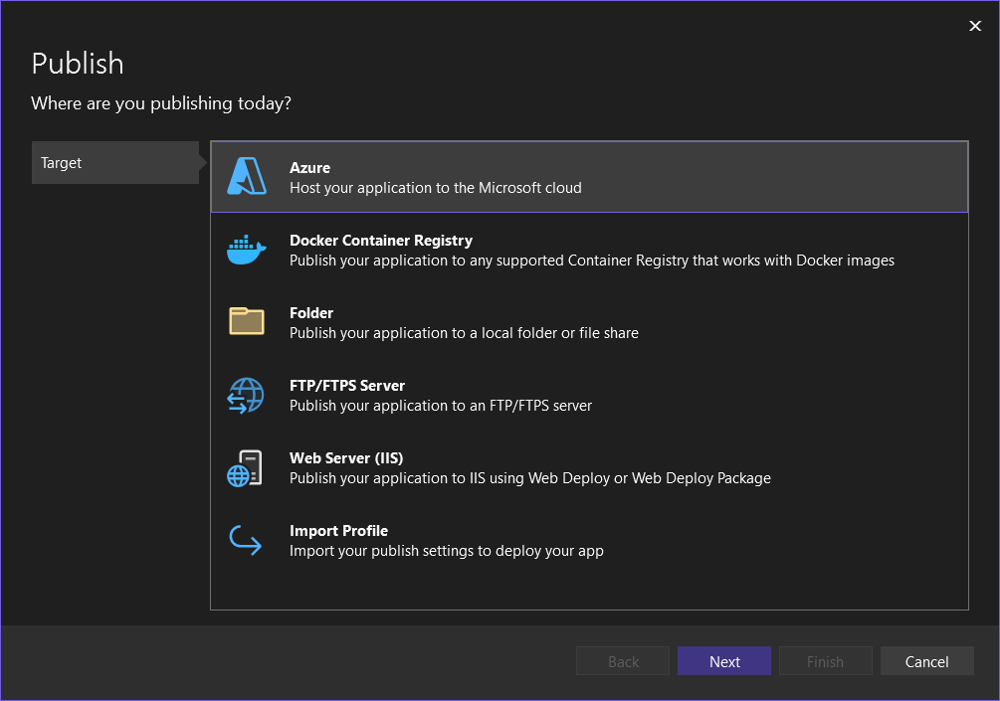 Publish
Where are you publishing today?
Target
Azure
Host your application to the Microsoft cloud
Docker Container Registry
Publish your application to any supported Container Registry that works with Docker images
Folder
Publish your application to a local folder or file share
FTP/FTPS Server
Publish your application to an FTP/FTPS server
Web Server (IIS)
Publish your application to IIS using Web Deploy or Web Deploy Package
Import Profile
Import your publish settings to deploy your app
Back Next Finish Cancel